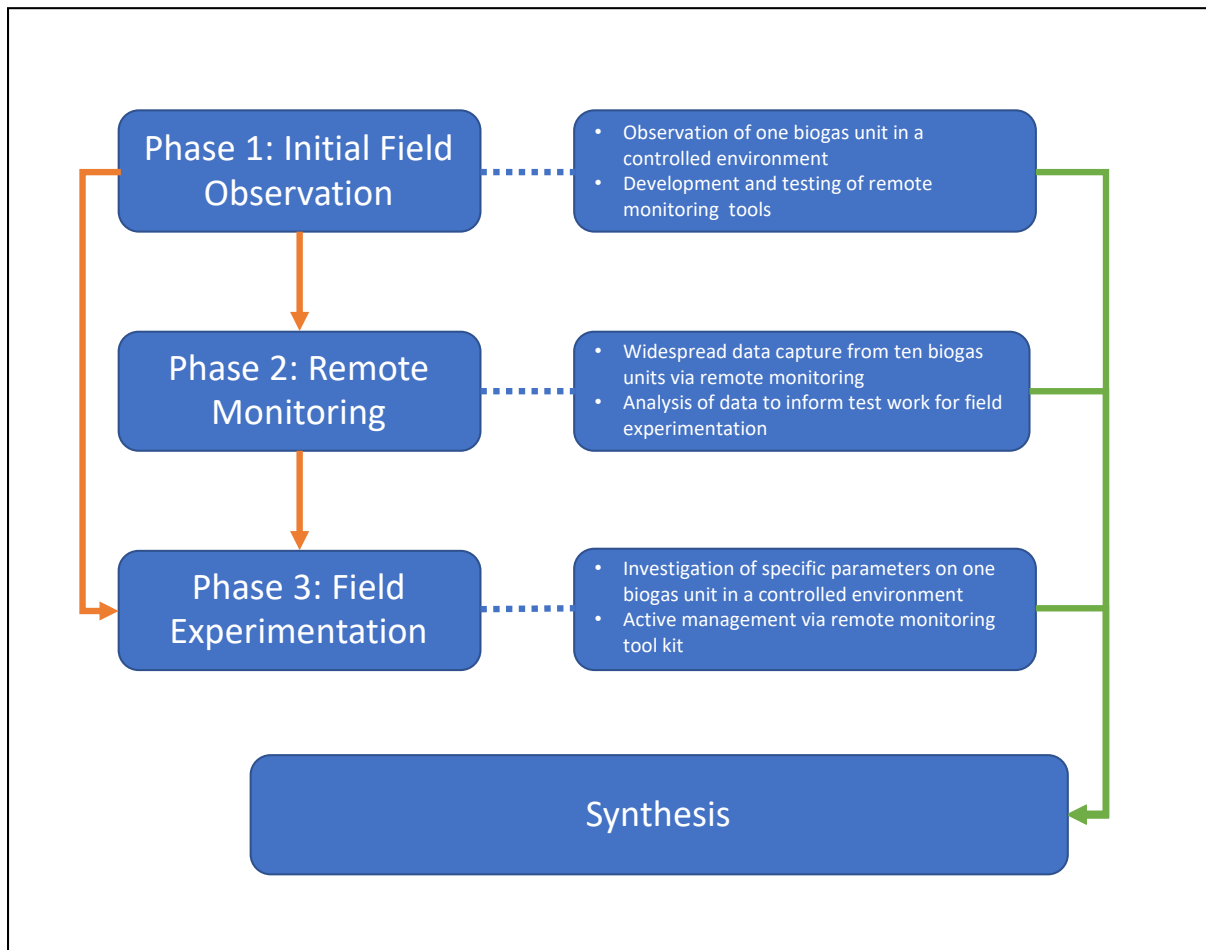 Phase 1: Initial Field
Observation
• Observation of one biogas unit in a
controlled environment
• Development and testing of remote
monitoring tools
Phase 2: Remote
Monitoring
• Widespread data capture from ten biogas
units via remote monitoring
• Analysis of data to inform test work for field
experimentation
Phase 3: Field
Experimentation
• Investigation of specific parameters on one
biogas unit in a controlled environment
• Active management via remote monitoring
tool kit
Synthesis